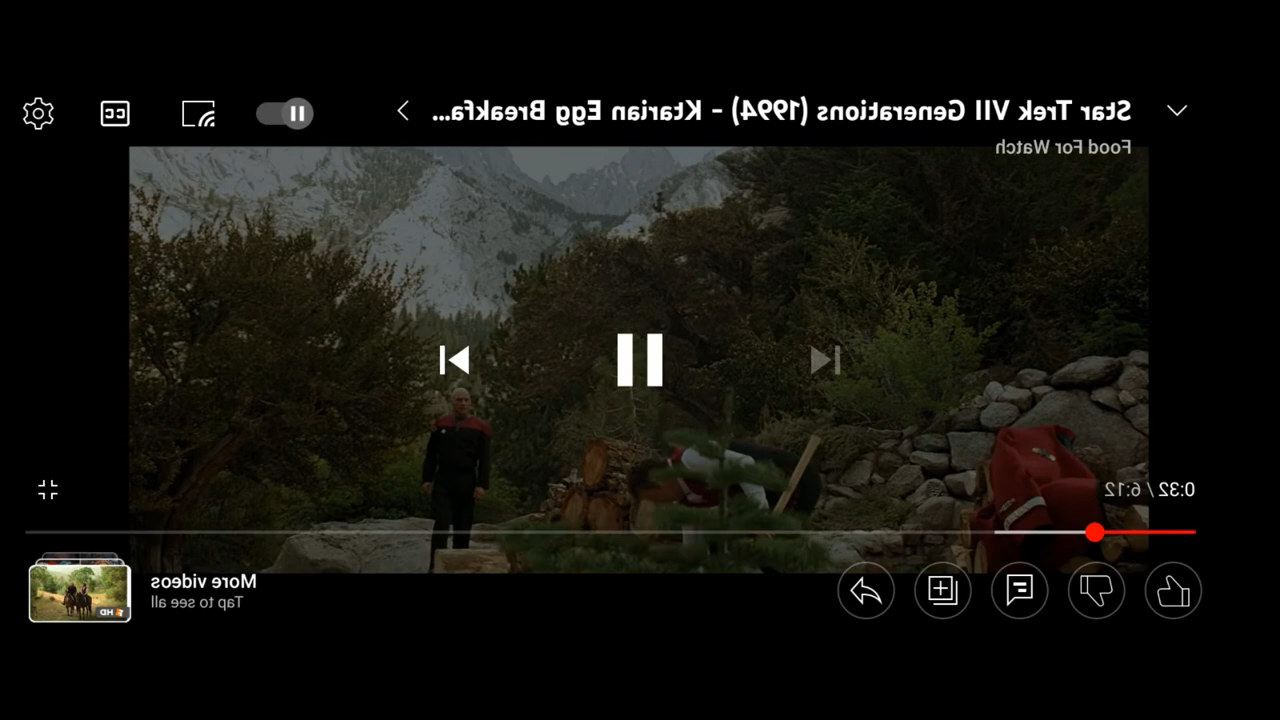 Star Trek VII Generations (1994) - Ktarian Egg Breakfa...
Food For Watch
CC
0:32 / 6:12
More videos
Tap to see all
HD